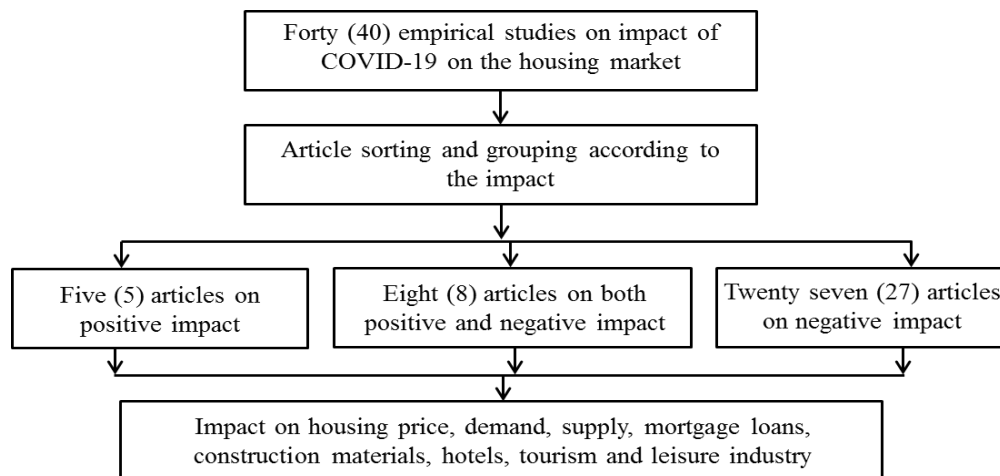 Forty (40) empirical studies on impact of
COVID-19 on the housing market
Article sorting and grouping according to
the impact
Five (5) articles on
positive impact
Eight (8) articles on both
positive and negative impact
Twenty seven (27) articles
on negative impact
Impact on housing price, demand, supply, mortgage loans,
construction materials, hotels, tourism and leisure industry